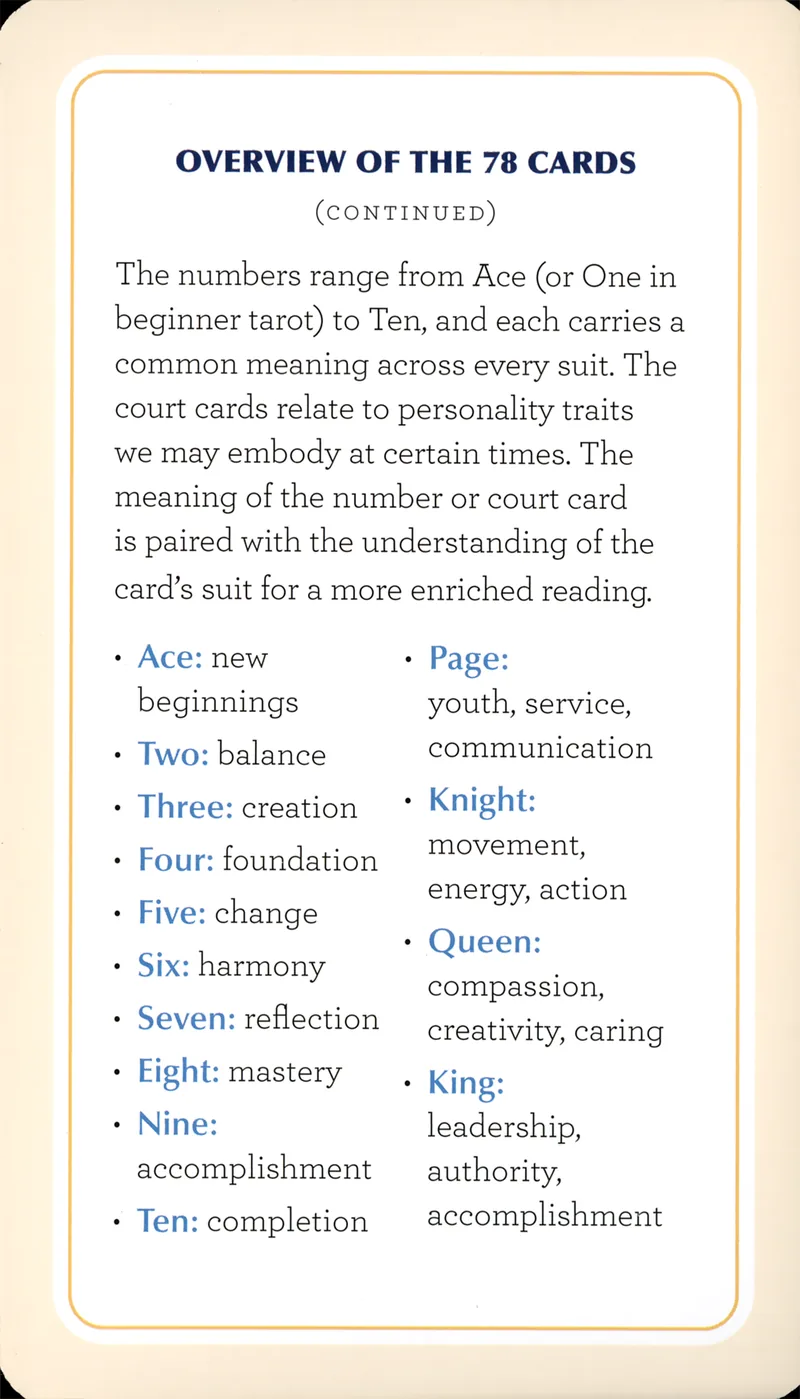 OVERVIEW OF THE 78 CARDS
(CONTINUED)
The numbers range from Ace (or One in
beginner tarot) to Ten, and each carries a
common meaning across every suit. The
court cards relate to personality traits
we may embody at certain times. The
meaning of the number or court card
is paired with the understanding of the
card’s suit for a more enriched reading.
• Ace: new
beginnings
• Two: balance
• Three: creation
• Four: foundation
• Five: change
• Six: harmony
• Seven: reflection
• Eight: mastery
• Nine:
accomplishment
• Ten: completion
• Page:
youth, service,
communication
• Knight:
movement,
energy, action
• Queen:
compassion,
creativity, caring
• King:
leadership,
authority,
accomplishment